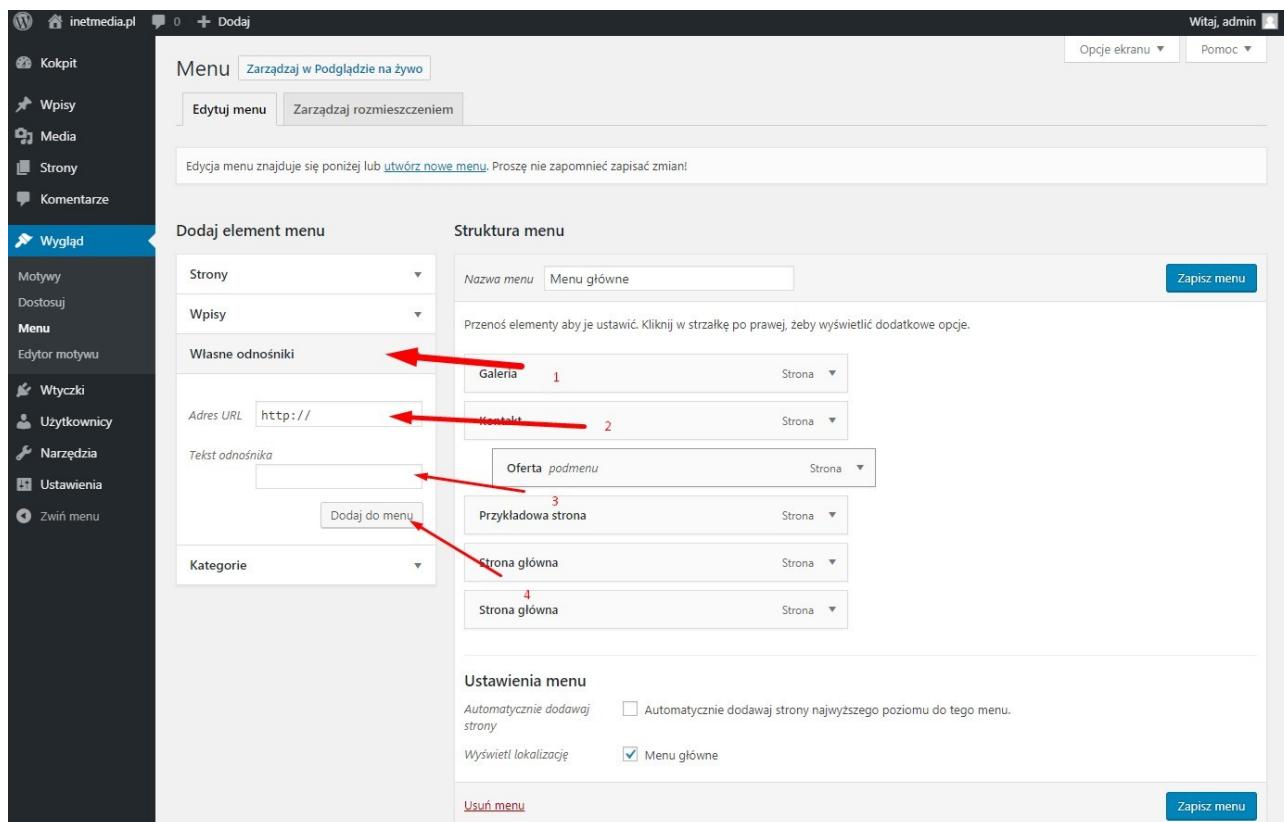 inetmedia.pl 0 + Dodaj Witaj, admin
Opcje ekranu ▼ Pomoc ▼
Kokpit
Wpisy
Media
Strony
Komentarze
Wygląd
Motywy
Dostosuj
Menu
Edytor motywu
Wtyczki
Użytkownicy
Narzędzia
Ustawienia
Zwiń menu
Menu Zarządzaj w Podglądzie na żywo
Edytuj menu Zarządzaj rozmieszczeniem
Edycja menu znajduje się poniżej lub utwórz nowe menu. Proszę nie zapomnieć zapisać zmian!
Dodaj element menu
Strony ▼
Wpisy ▼
Własne odnośniki
Adres URL http://
Tekst odnośnika
Dodaj do menu
Kategorie ▼
Struktura menu
Nazwa menu Menu główne Zapisz menu
Przenoś elementy aby je ustawić. Kliknij w strzałkę po prawej, żeby wyświetlić dodatkowe opcje.
Galeria 1 Strona ▼
Kontakt 2 Strona ▼
Oferta podmenu Strona ▼
3
Przykładowa strona Strona ▼
Strona główna Strona ▼
4
Strona główna Strona ▼
Ustawienia menu
Automatycznie dodawaj strony
Automatycznie dodawaj strony najwyższego poziomu do tego menu.
Wyświetl lokalizację Menu główne
Usuń menu Zapisz menu